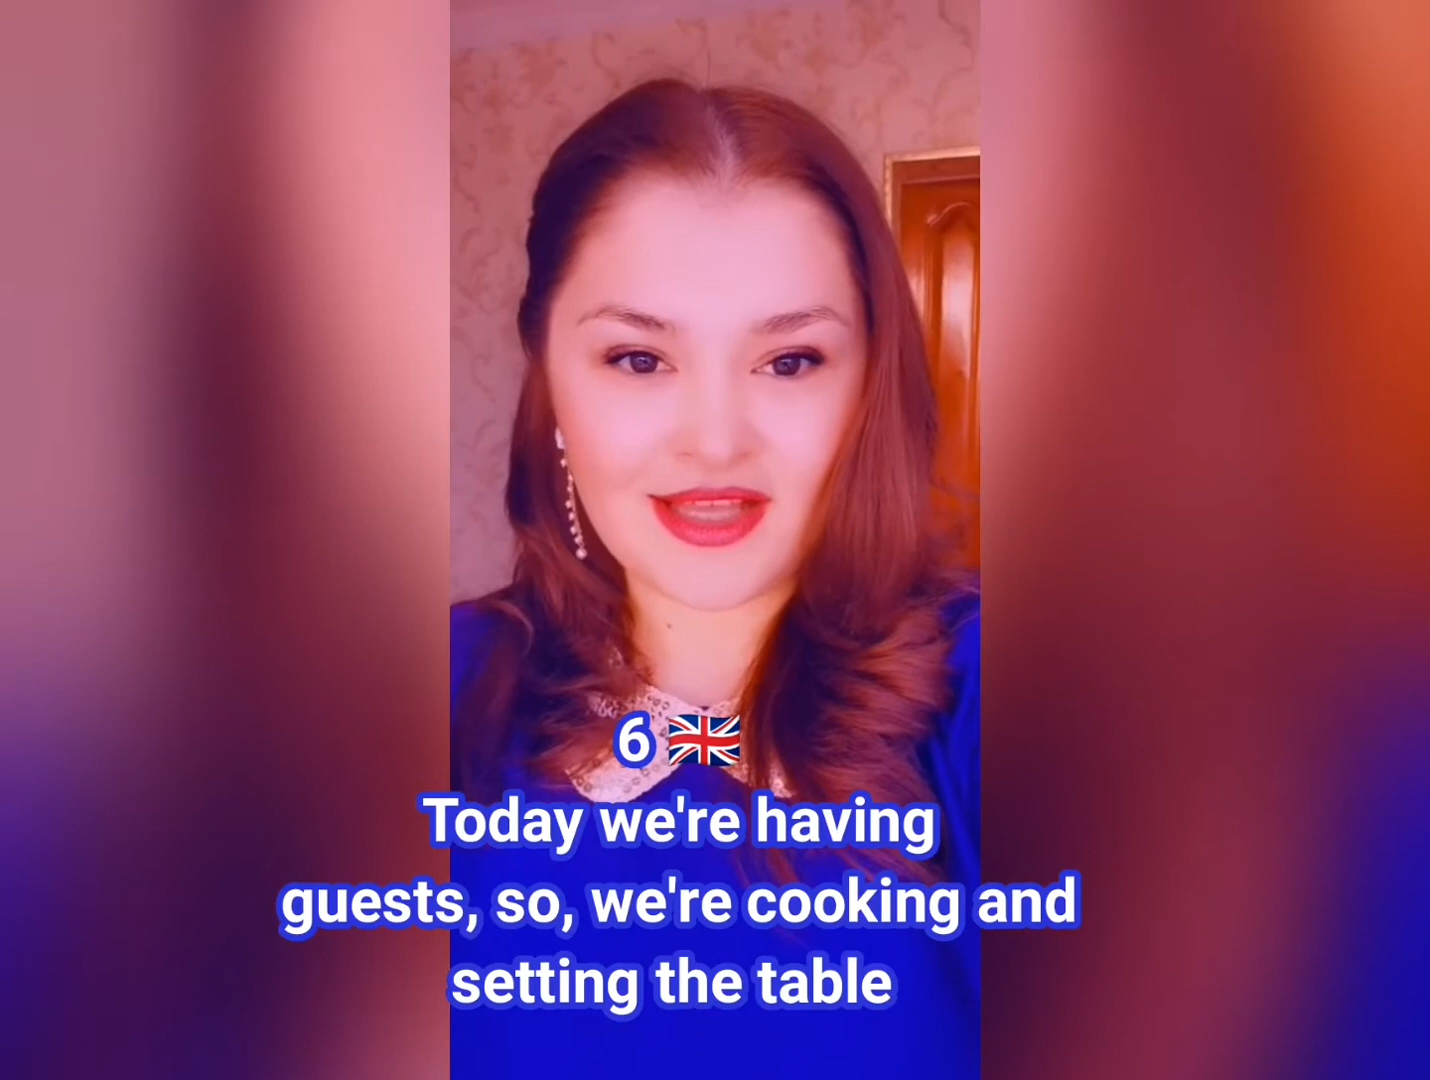 6 🇬🇧
Today we're having
guests, so, we're cooking and
setting the table